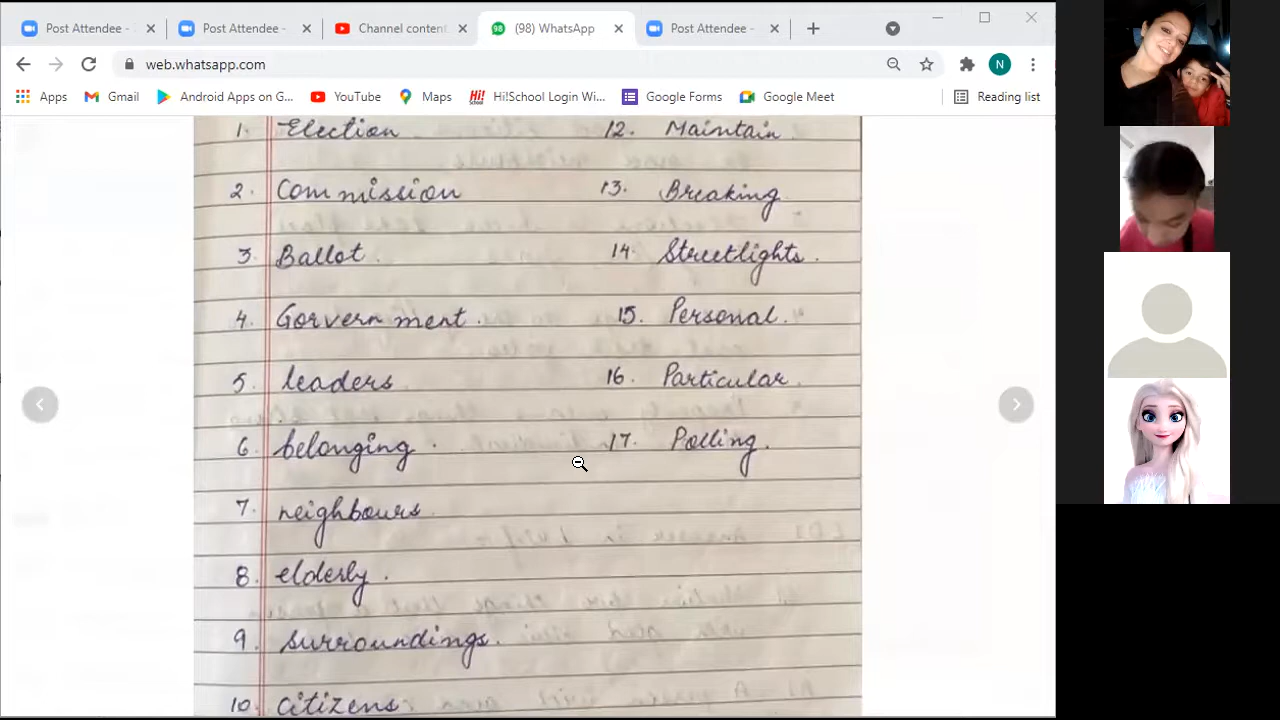 Post Attendee -
Post Attendee -
Channel content
(98) WhatsApp
Post Attendee -
web.whatsapp.com
N
Apps
Gmail
Android Apps on G...
YouTube
Maps
Hi!School Login Wi...
Google Forms
Google Meet
Reading list
1. Election
2. Commission
3. Ballot.
4. Gorvernment.
5. leaders.
6. belonging.
7. neighbours.
8. elderly.
9. surroundings.
10. citizens
12. Maintain
13. Breaking
14. Streetlights.
15. Personal.
16. Particular.
17. Polling.